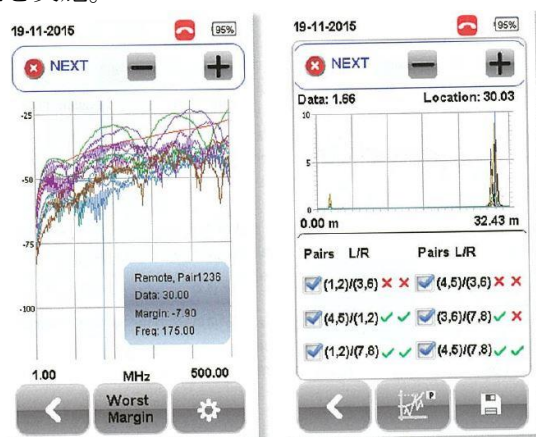 を実施。
19-11-2015
95%
NEXT
-25
-50
-75
-100
Remote, Pair1236
Data: 30.00
Margin: -7.90
Freq: 175.00
1.00 MHz 500.00
Worst
Margin
19-11-2015
95%
NEXT
Data: 1.66 Location: 30.03
10
5
0
0.00 m 32.43 m
Pairs L/R Pairs L/R
(1,2)/(3,6) (4,5)/(3,6)
(4,5)/(1,2) (3,6)/(7,8)
(1,2)/(7,8) (4,5)/(7,8)
P